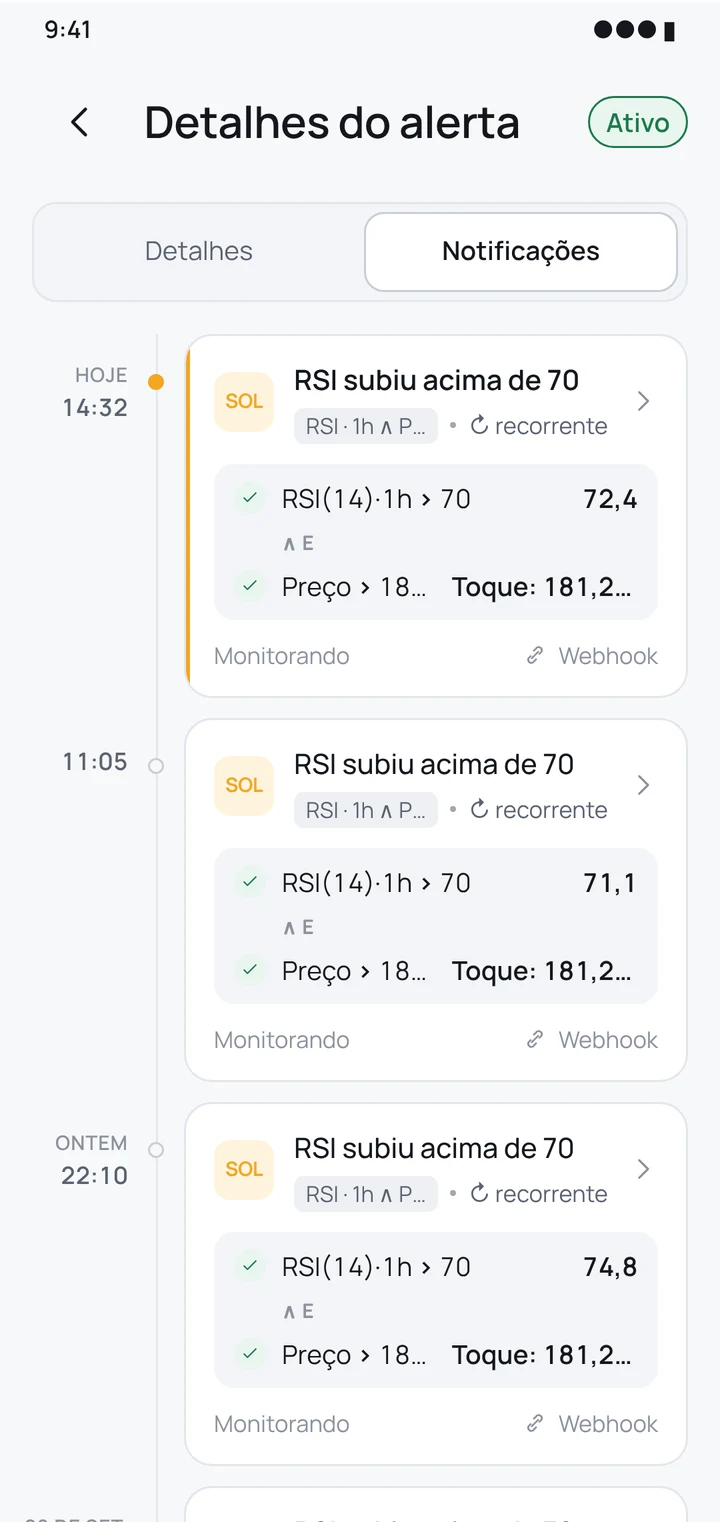 9:41
Detalhes do alerta
Ativo
Detalhes
Notificações
HOJE
14:32
SOL
RSI subiu acima de 70
RSI · 1h ∧ P... • ↻ recorrente
RSI(14)·1h > 70 72,4
∧ E
Preço > 18... Toque: 181,2...
Monitorando Webhook
11:05
SOL
RSI subiu acima de 70
RSI · 1h ∧ P... • ↻ recorrente
RSI(14)·1h > 70 71,1
∧ E
Preço > 18... Toque: 181,2...
Monitorando Webhook
ONTEM
22:10
SOL
RSI subiu acima de 70
RSI · 1h ∧ P... • ↻ recorrente
RSI(14)·1h > 70 74,8
∧ E
Preço > 18... Toque: 181,2...
Monitorando Webhook